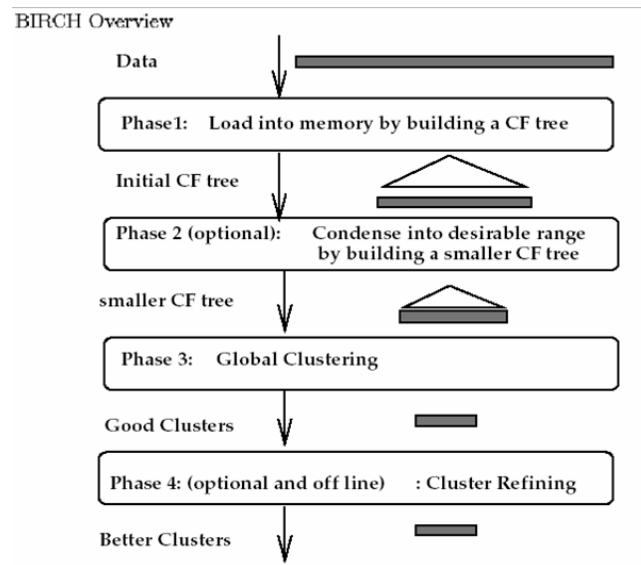 BIRCH Overview
Data
Phase1: Load into memory by building a CF tree
Initial CF tree
Phase 2 (optional): Condense into desirable range
by building a smaller CF tree
smaller CF tree
Phase 3: Global Clustering
Good Clusters
Phase 4: (optional and off line) : Cluster Refining
Better Clusters